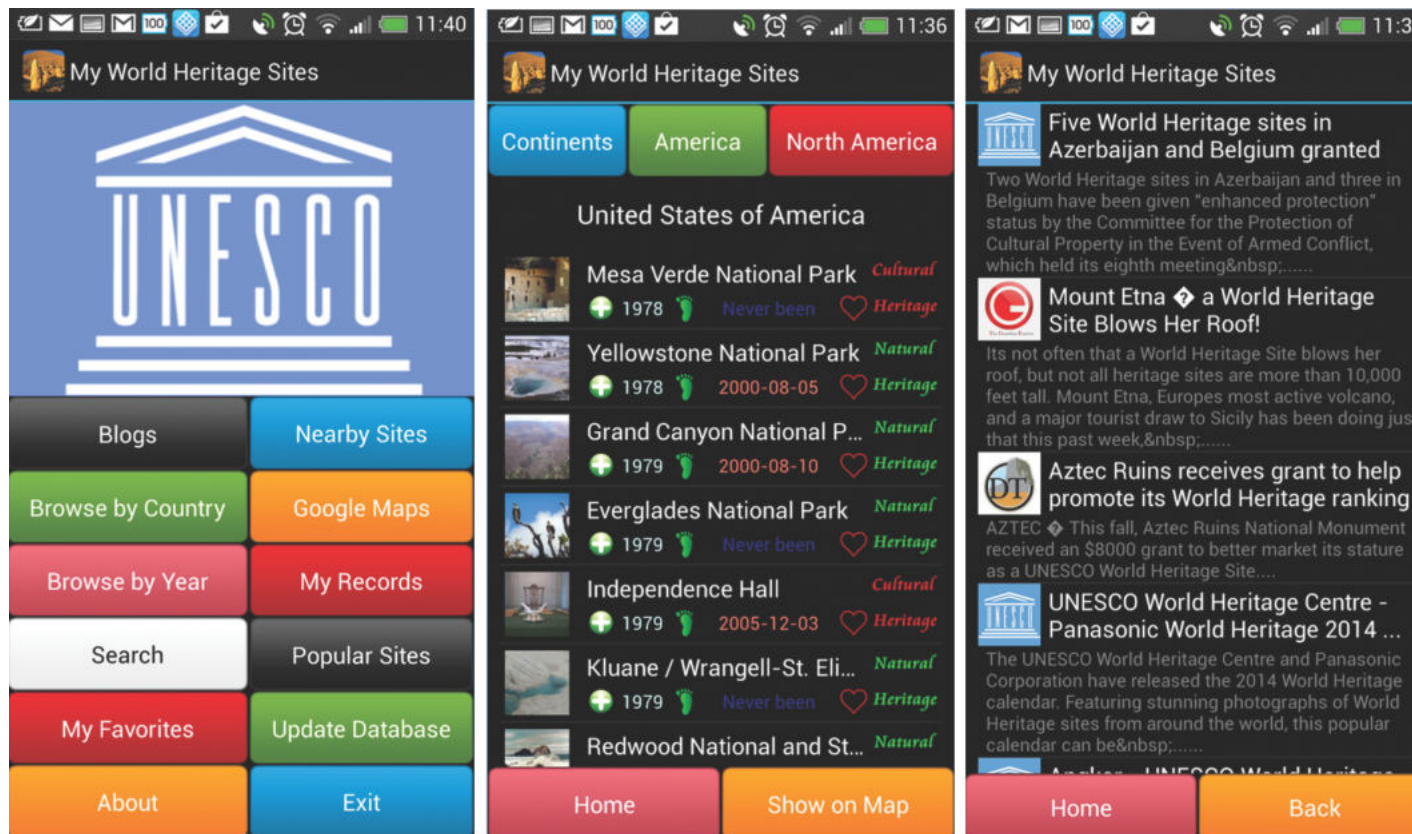 100
11:40
My World Heritage Sites
UNESCO
Blogs
Nearby Sites
Browse by Country
Google Maps
Browse by Year
My Records
Search
Popular Sites
My Favorites
Update Database
About
Exit
100
11:36
My World Heritage Sites
Continents
America
North America
United States of America
Mesa Verde National Park Cultural
1978 Never been Heritage
Yellowstone National Park Natural
1978 2000-08-05 Heritage
Grand Canyon National P... Natural
1979 2000-08-10 Heritage
Everglades National Park Natural
1979 Never been Heritage
Independence Hall Cultural
1979 2005-12-03 Heritage
Kluane / Wrangell-St. Eli... Natural
1979 Never been Heritage
Redwood National and St... Natural
Home
Show on Map
100
11:3
My World Heritage Sites
UNESCO
Five World Heritage sites in
Azerbaijan and Belgium granted
Two World Heritage sites in Azerbaijan and three in
Belgium have been given "enhanced protection"
status by the Committee for the Protection of
Cultural Property in the Event of Armed Conflict,
which held its eighth meeting&nbsp;......
Mount Etna � a World Heritage
Site Blows Her Roof!
Its not often that a World Heritage Site blows her
roof, but not all heritage sites are more than 10,000
feet tall. Mount Etna, Europes most active volcano,
and a major tourist draw to Sicily has been doing jus
that this past week,&nbsp;......
DT
Aztec Ruins receives grant to help
promote its World Heritage ranking
AZTEC � This fall, Aztec Ruins National Monument
received an $8000 grant to better market its stature
as a UNESCO World Heritage Site....
UNESCO
UNESCO World Heritage Centre -
Panasonic World Heritage 2014 ...
The UNESCO World Heritage Centre and Panasonic
Corporation have released the 2014 World Heritage
calendar. Featuring stunning photographs of World
Heritage sites from around the world, this popular
calendar can be&nbsp;......
Home
Back